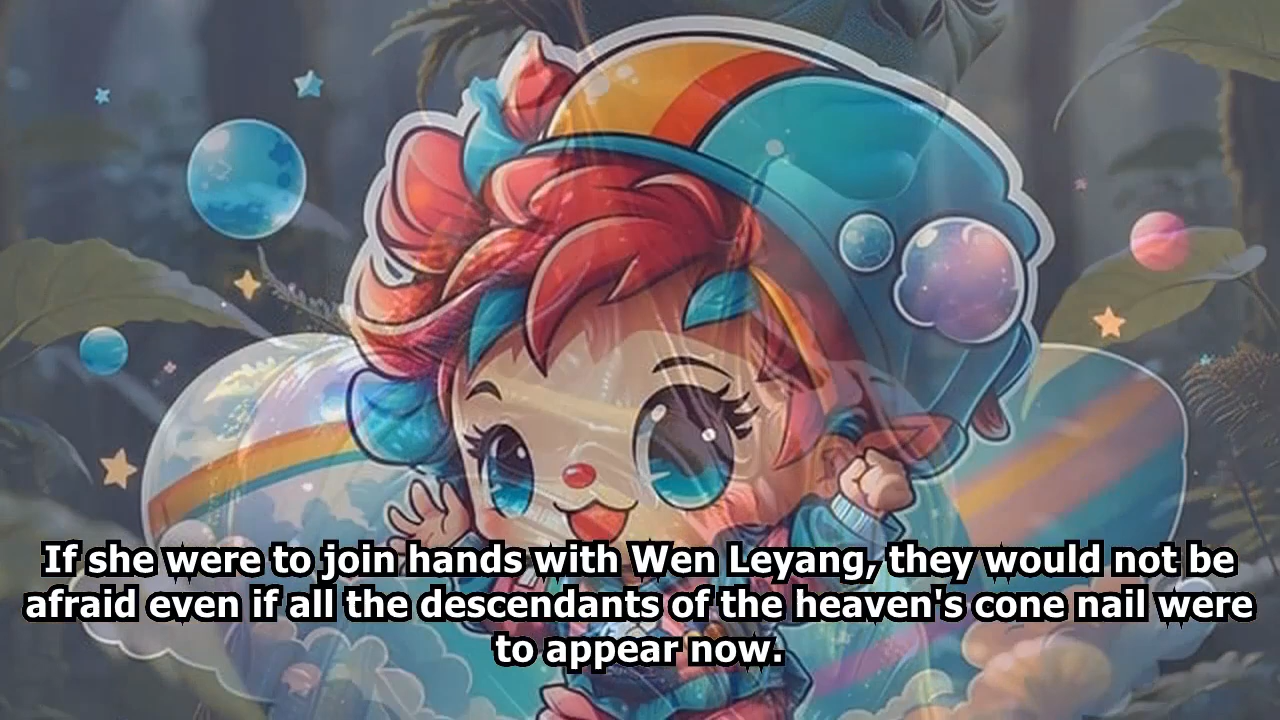 If she were to join hands with Wen Leyang, they would not be
afraid even if all the descendants of the heaven's cone nail were
to appear now.